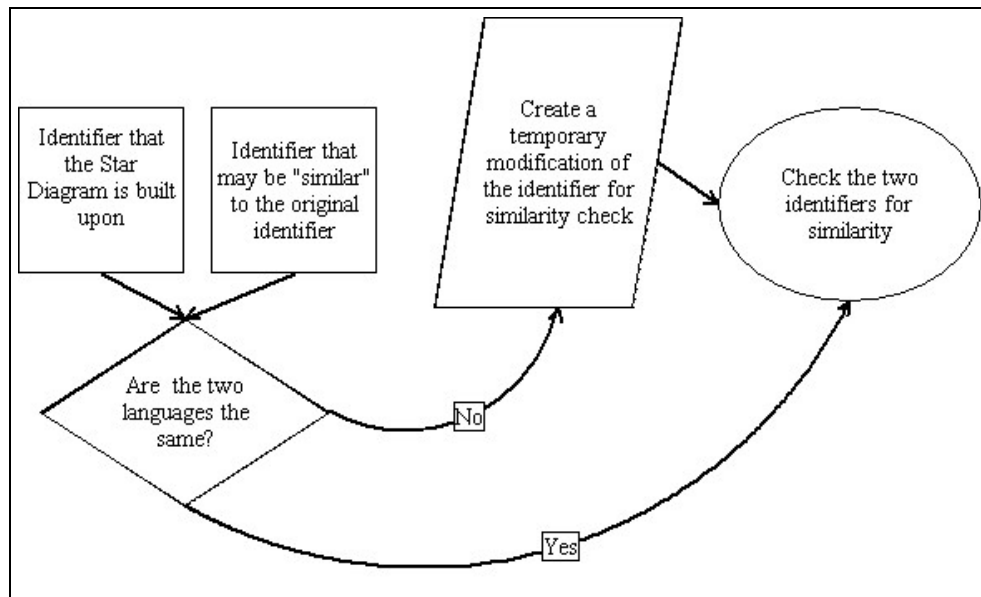 Identifier that
the Star
Diagram is built
upon
Identifier that
may be "similar"
to the original
identifier
Create a
temporary
modification of
the identifier for
similarity check
Check the two
identifiers for
similarity
Are the two
languages the
same?
No
Yes